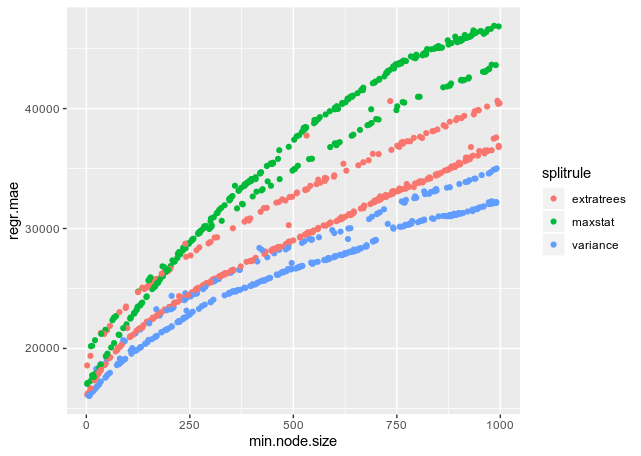 regr.mae
40000
30000
20000
0
250
500
750
1000
min.node.size
splitrule
extratrees
maxstat
variance